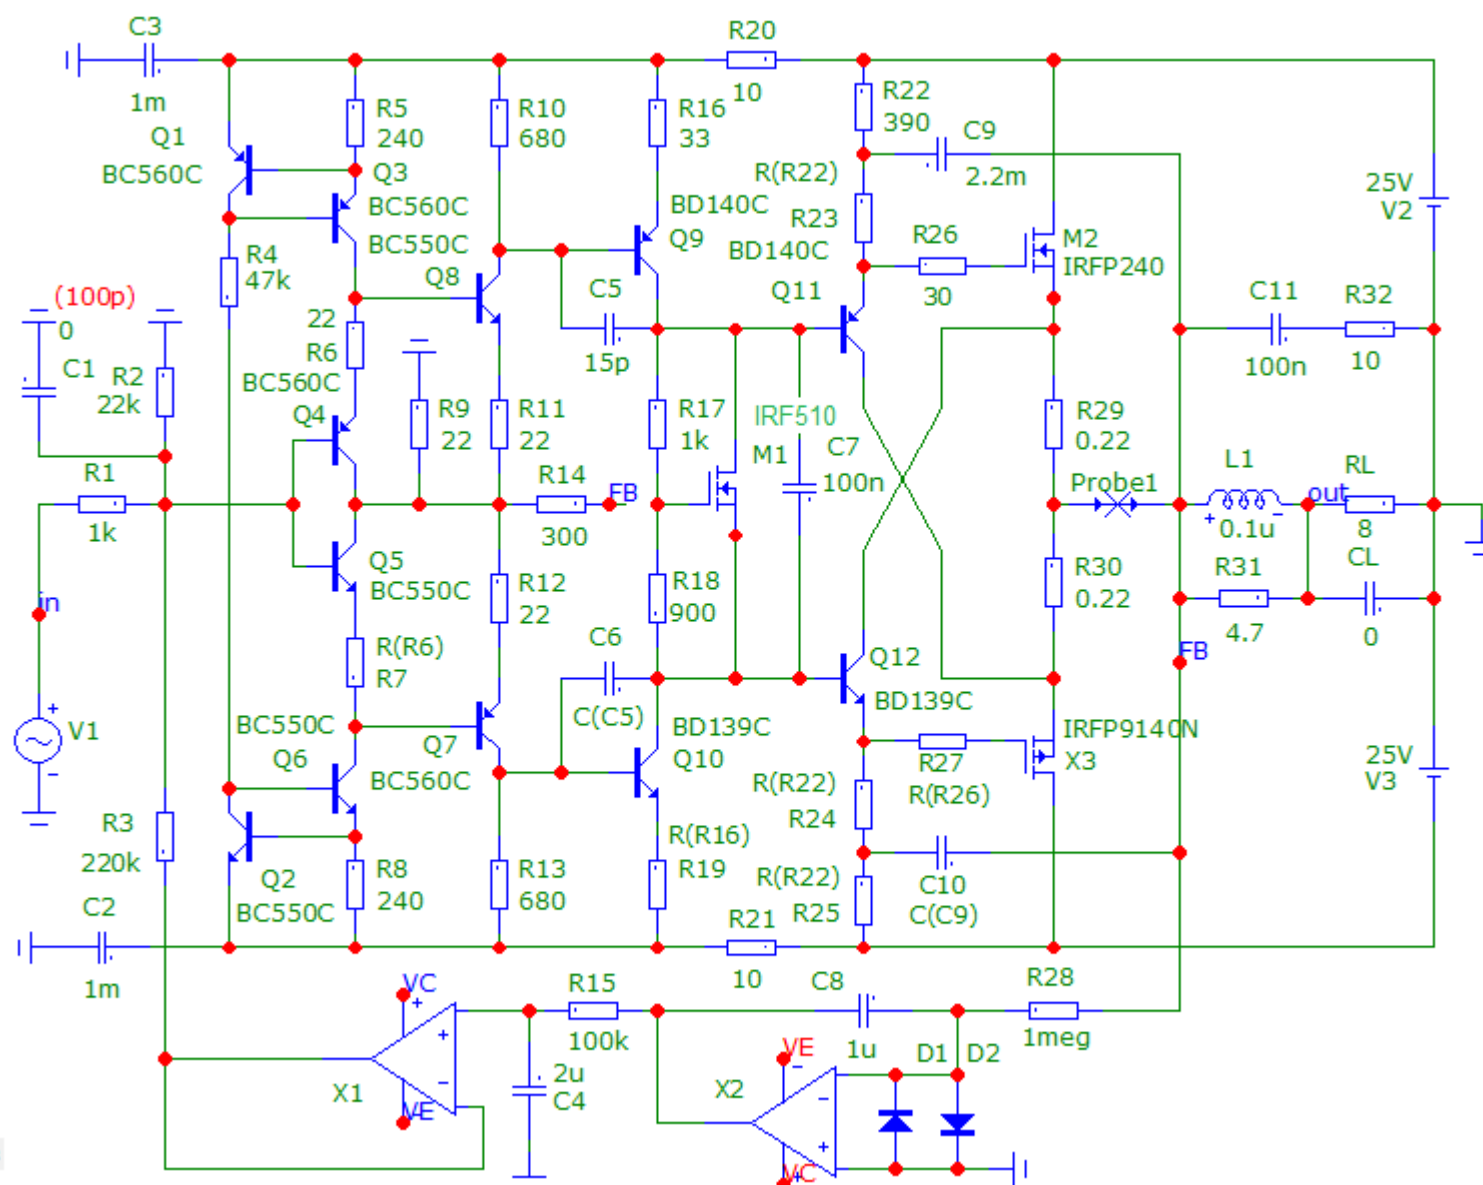 C3
1m
R20
10
R5
240
R10
680
R16
33
R22
390
C9
2.2m
Q1
BC560C
Q3
BC560C
BC550C
R(R22)
R23
BD140C
Q9
BD140C
25V
V2
R4
47k
Q8
R26
30
M2
IRFP240
(100p)
0
C1
R2
22k
22
R6
BC560C
Q4
C5
15p
Q11
C11
100n
R32
10
R9
22
R11
22
R17
1k
IRF510
M1
C7
100n
R29
0.22
R1
1k
R14
300
FB
Probe1
L1
+
-
0.1u
out
RL
8
Q5
BC550C
R12
22
R18
900
R30
0.22
R31
4.7
CL
0
in
R(R6)
R7
C6
C(C5)
Q12
BD139C
FB
V1
+
-
BC550C
Q6
Q7
BC560C
BD139C
Q10
R27
R(R26)
IRFP9140N
X3
25V
V3
R3
220k
R(R22)
R24
Q2
BC550C
R8
240
R13
680
R(R16)
R19
R(R22)
R25
C10
C(C9)
C2
1m
R21
10
VC
+
+
-
VE
X1
R15
100k
2u
C4
C8
1u
R28
1meg
VE
-
-
+
VC
+
X2
D1
D2